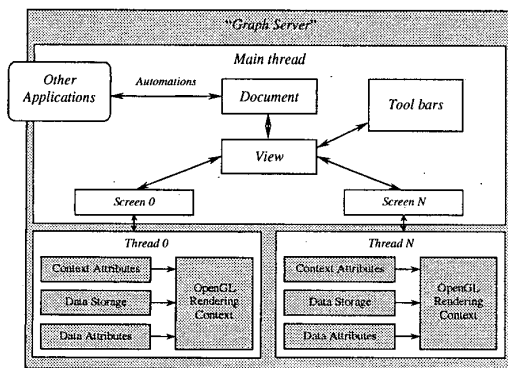 "Graph Server"
Main thread
Other
Applications
Automations
Document
Tool bars
View
Screen 0
Screen N
Thread 0
Context Attributes
Data Storage
Data Attributes
OpenGL
Rendering
Context
Thread N
Context Attributes
Data Storage
Data Attributes
OpenGL
Rendering
Context